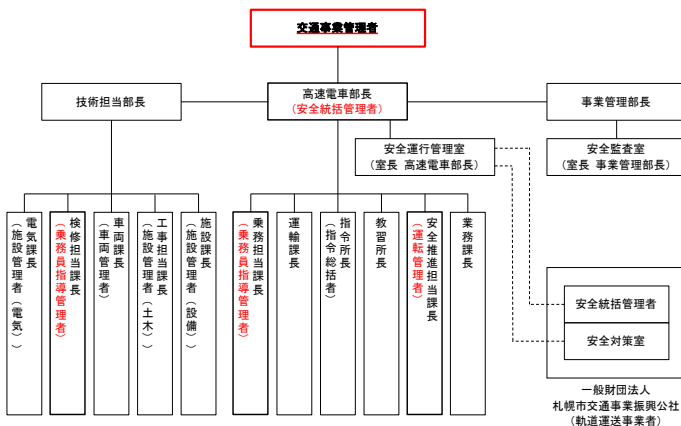 交通事業管理者
技術担当部長
高速電車部長
（安全統括管理者）
事業管理部長
安全運行管理室
（室長 高速電車部長）
安全監査室
（室長 事業管理部長）
電気課長
（施設管理者（電気））
検修担当課長
（乗務員指導管理者）
車両課長
（車両管理者）
工事担当課長
（施設管理者（土木））
施設課長
（施設管理者（設備））
乗務担当課長
（乗務員指導管理者）
運輸課長
指令所長
（指令総括者）
教習所長
安全推進担当課長
（運転管理者）
業務課長
安全統括管理者
安全対策室
一般財団法人
札幌市交通事業振興公社
（軌道運送事業者）